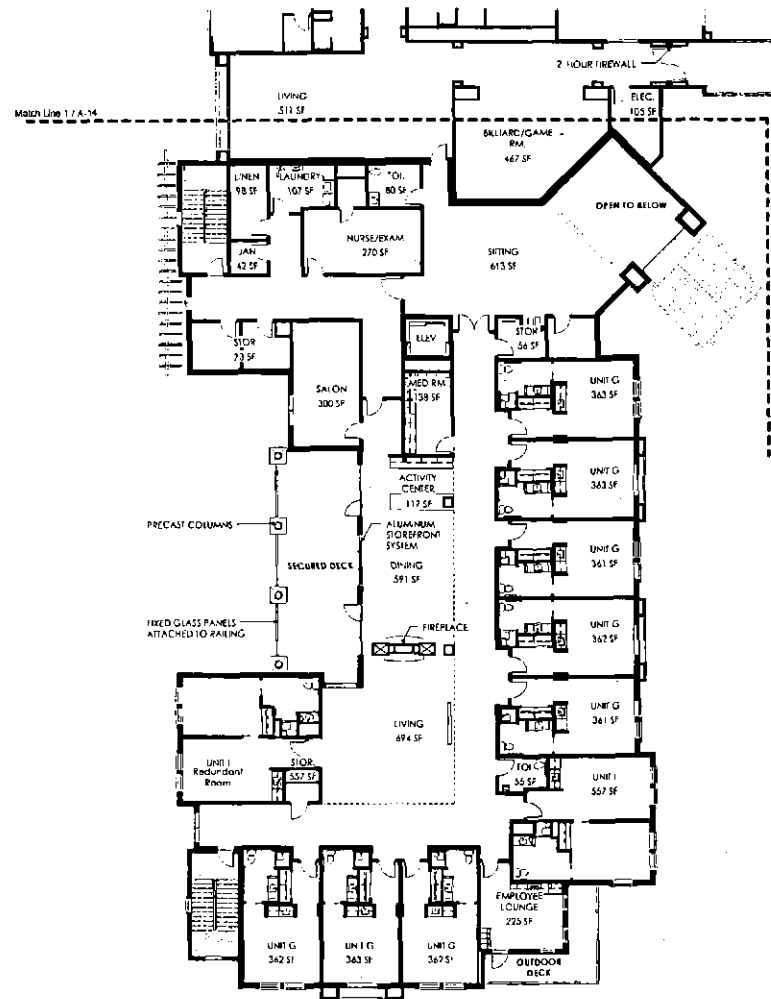 2 HOUR FIREWALL
LIVING
511 SF
ELEC.
105 SF
Match Line 1 / A-14
BILLIARD/GAME
RM.
467 SF
LINEN
98 SF
LAUNDRY
107 SF
TOI.
80 SF
OPEN TO BELOW
NURSE/EXAM
270 SF
JAN
42 SF
SITTING
613 SF
STOR
73 SF
ELEV
STOR
56 SF
SALON
300 SF
MED RM
138 SF
UNIT G
363 SF
ACTIVITY
CENTER
117 SF
UNIT G
363 SF
PRECAST COLUMNS
ALUMINUM
STOREFRONT
SYSTEM
SECURED DECK
DINING
591 SF
UNIT G
361 SF
FIXED GLASS PANELS
ATTACHED TO RAILING
FIREPLACE
UNIT G
362 SF
LIVING
694 SF
UNIT G
361 SF
UNIT I
Redundant
Room
STOR.
557 SF
TOI.
55 SF
UNIT I
557 SF
EMPLOYEE
LOUNGE
225 SF
UNIT G
362 SF
UNIT G
363 SF
UNIT G
362 SF
OUTDOOR
DECK